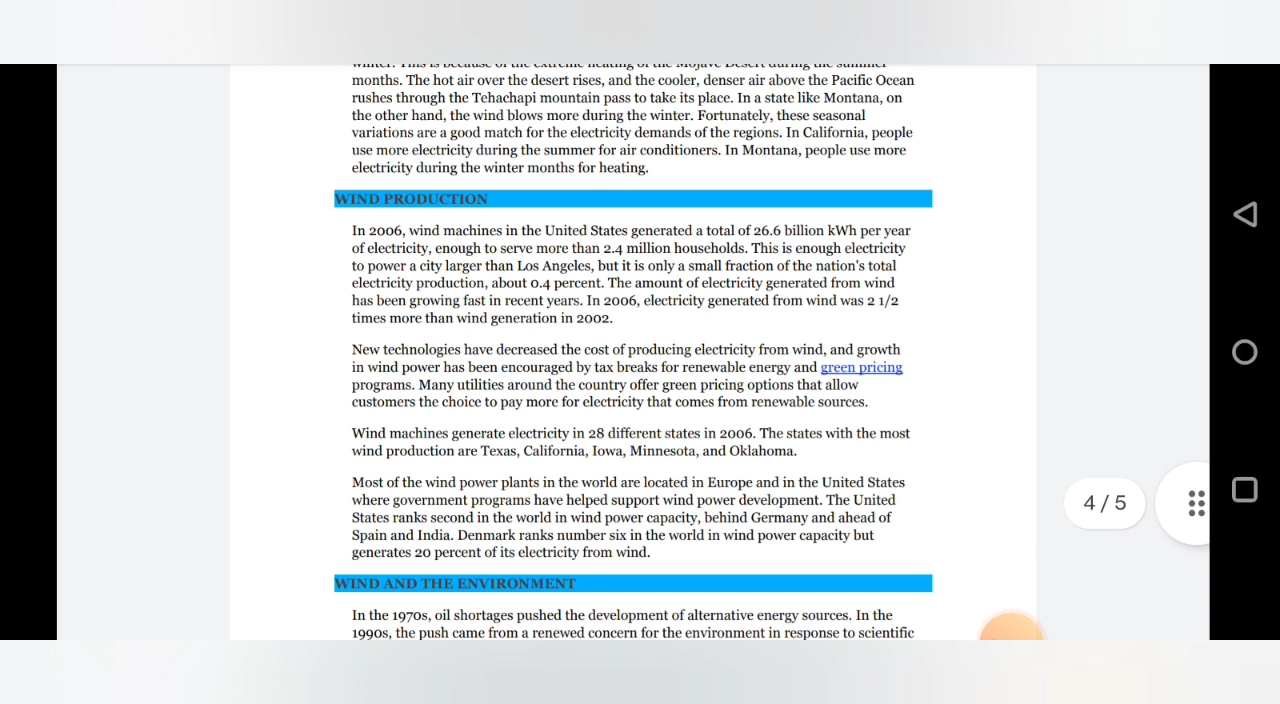 winter. This is because of the extreme heating of the Mojave Desert during the summer
months. The hot air over the desert rises, and the cooler, denser air above the Pacific Ocean
rushes through the Tehachapi mountain pass to take its place. In a state like Montana, on
the other hand, the wind blows more during the winter. Fortunately, these seasonal
variations are a good match for the electricity demands of the regions. In California, people
use more electricity during the summer for air conditioners. In Montana, people use more
electricity during the winter months for heating.
WIND PRODUCTION
In 2006, wind machines in the United States generated a total of 26.6 billion kWh per year
of electricity, enough to serve more than 2.4 million households. This is enough electricity
to power a city larger than Los Angeles, but it is only a small fraction of the nation's total
electricity production, about 0.4 percent. The amount of electricity generated from wind
has been growing fast in recent years. In 2006, electricity generated from wind was 2 1/2
times more than wind generation in 2002.
New technologies have decreased the cost of producing electricity from wind, and growth
in wind power has been encouraged by tax breaks for renewable energy and green pricing
programs. Many utilities around the country offer green pricing options that allow
customers the choice to pay more for electricity that comes from renewable sources.
Wind machines generate electricity in 28 different states in 2006. The states with the most
wind production are Texas, California, Iowa, Minnesota, and Oklahoma.
Most of the wind power plants in the world are located in Europe and in the United States
where government programs have helped support wind power development. The United
States ranks second in the world in wind power capacity, behind Germany and ahead of
Spain and India. Denmark ranks number six in the world in wind power capacity but
generates 20 percent of its electricity from wind.
4 / 5
WIND AND THE ENVIRONMENT
In the 1970s, oil shortages pushed the development of alternative energy sources. In the
1990s, the push came from a renewed concern for the environment in response to scientific